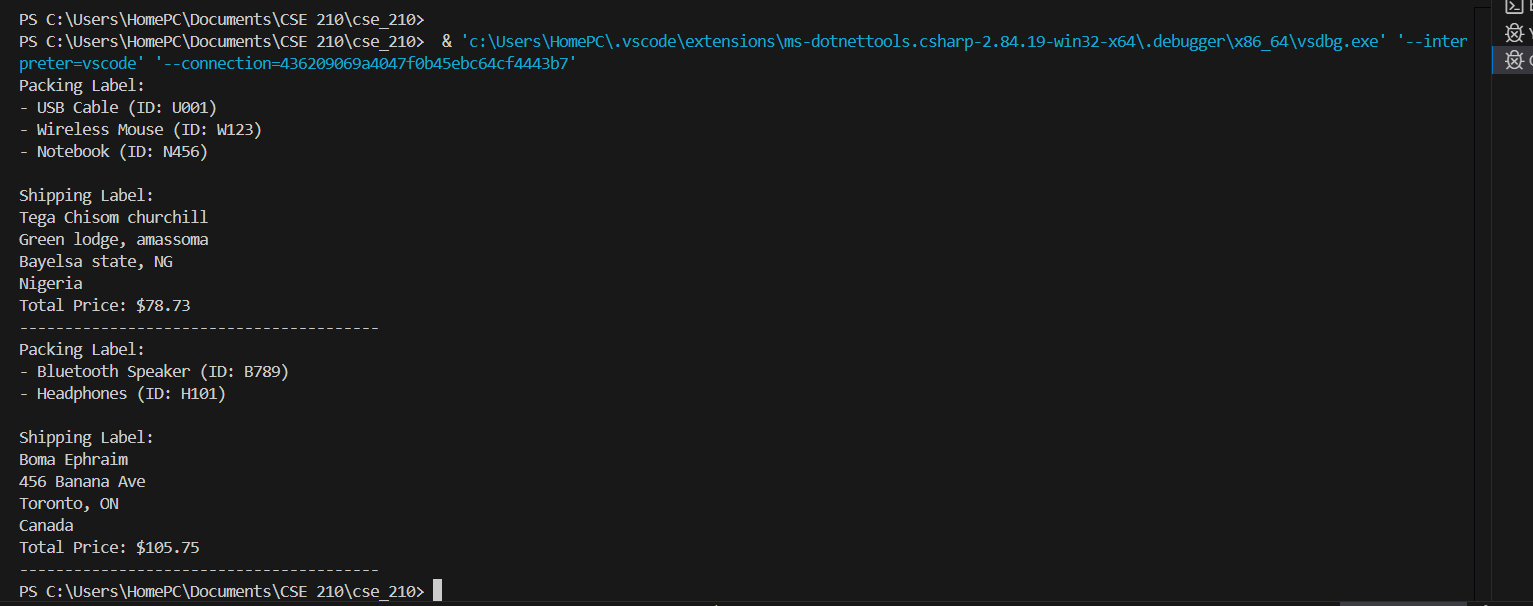 PS C:\Users\HomePC\Documents\CSE 210\cse_210>
PS C:\Users\HomePC\Documents\CSE 210\cse_210>  & 'c:\Users\HomePC\.vscode\extensions\ms-dotnettools.csharp-2.84.19-win32-x64\.debugger\x86_64\vsdbg.exe' '--inter
preter=vscode' '--connection=436209069a4047f0b45ebc64cf4443b7'
Packing Label:
- USB Cable (ID: U001)
- Wireless Mouse (ID: W123)
- Notebook (ID: N456)

Shipping Label:
Tega Chisom churchill
Green lodge, amassoma
Bayelsa state, NG
Nigeria
Total Price: $78.73
----------------------------------------
Packing Label:
- Bluetooth Speaker (ID: B789)
- Headphones (ID: H101)

Shipping Label:
Boma Ephraim
456 Banana Ave
Toronto, ON
Canada
Total Price: $105.75
----------------------------------------
PS C:\Users\HomePC\Documents\CSE 210\cse_210>